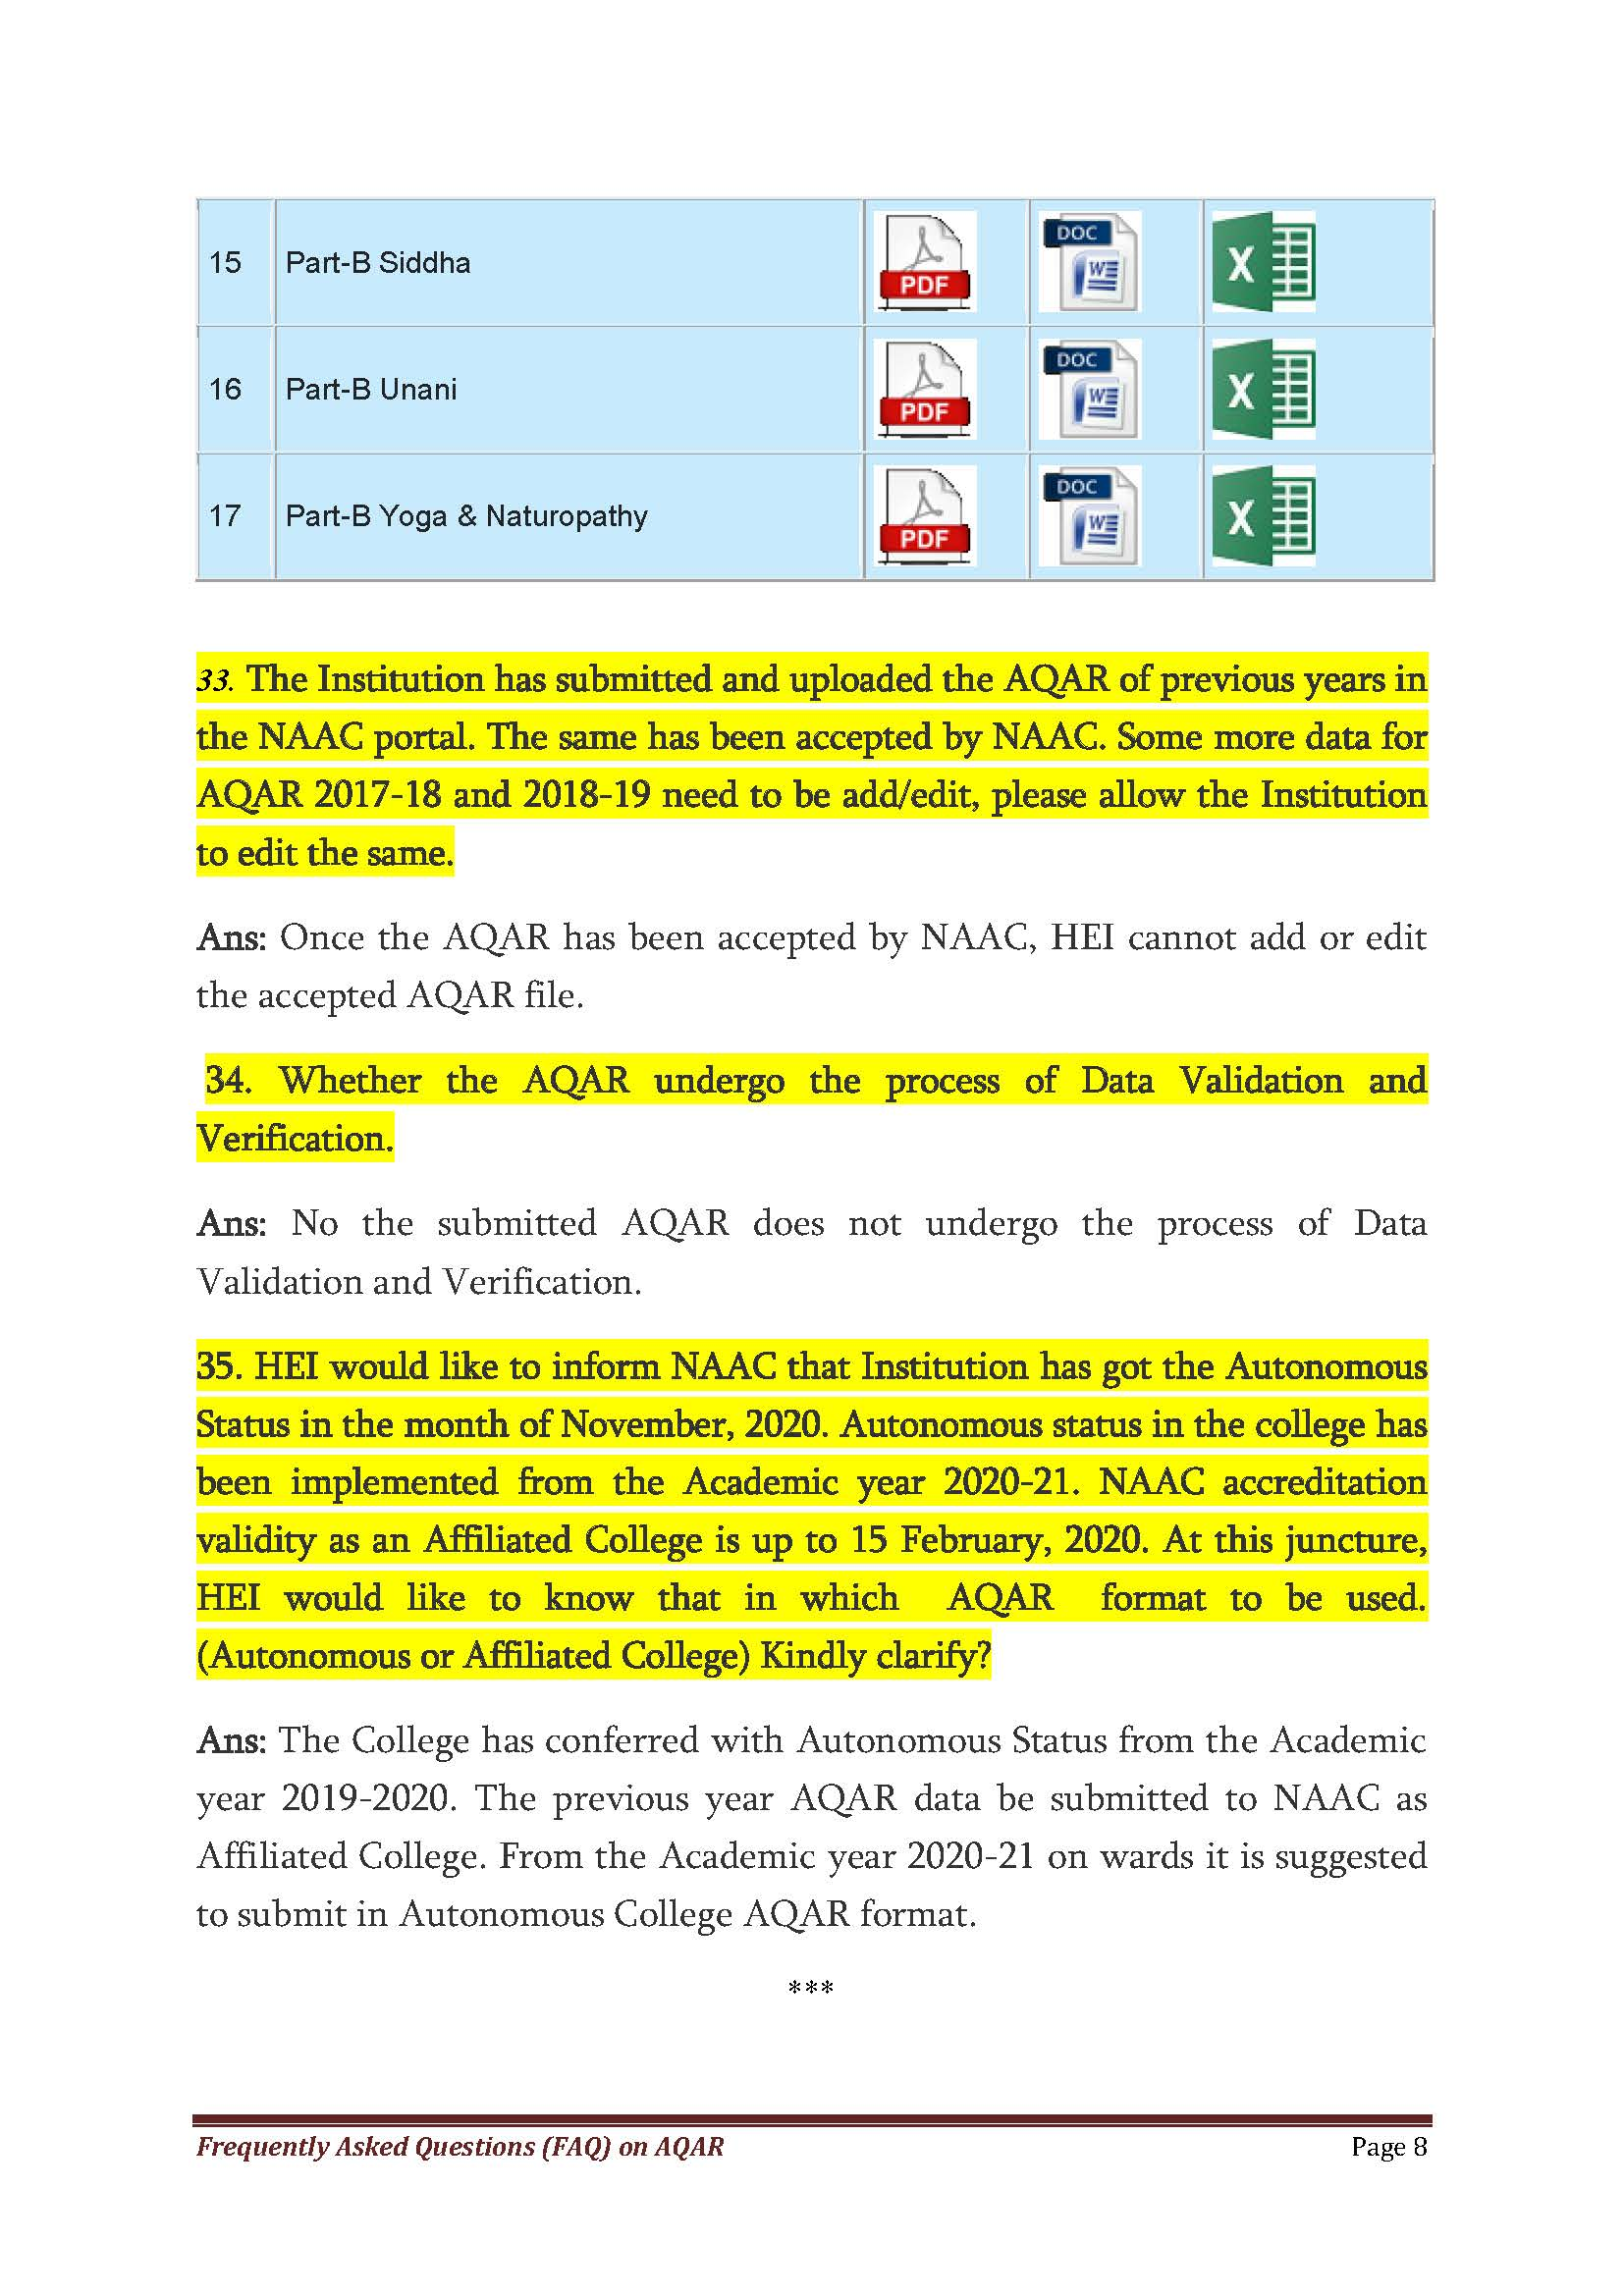 15 Part-B Siddha PDF DOC W X
16 Part-B Unani PDF DOC W X
17 Part-B Yoga & Naturopathy PDF DOC W X
33. The Institution has submitted and uploaded the AQAR of previous years in
the NAAC portal. The same has been accepted by NAAC. Some more data for
AQAR 2017-18 and 2018-19 need to be add/edit, please allow the Institution
to edit the same.
Ans: Once the AQAR has been accepted by NAAC, HEI cannot add or edit
the accepted AQAR file.
34. Whether the AQAR undergo the process of Data Validation and
Verification.
Ans: No the submitted AQAR does not undergo the process of Data
Validation and Verification.
35. HEI would like to inform NAAC that Institution has got the Autonomous
Status in the month of November, 2020. Autonomous status in the college has
been implemented from the Academic year 2020-21. NAAC accreditation
validity as an Affiliated College is up to 15 February, 2020. At this juncture,
HEI would like to know that in which AQAR format to be used.
(Autonomous or Affiliated College) Kindly clarify?
Ans: The College has conferred with Autonomous Status from the Academic
year 2019-2020. The previous year AQAR data be submitted to NAAC as
Affiliated College. From the Academic year 2020-21 on wards it is suggested
to submit in Autonomous College AQAR format.
***
Frequently Asked Questions (FAQ) on AQAR Page 8